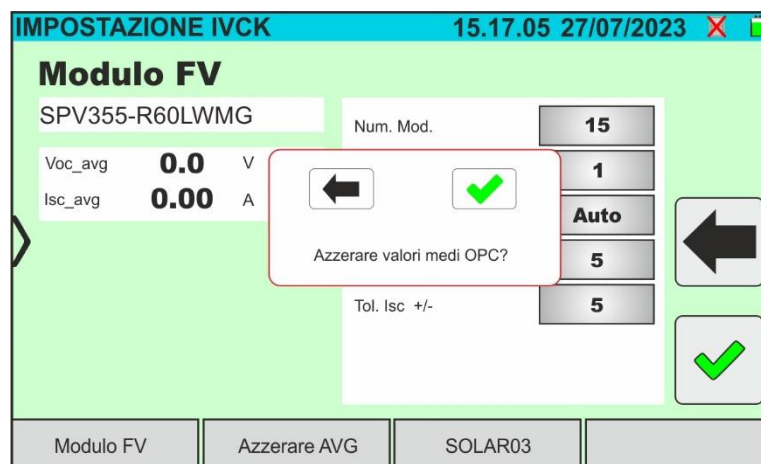 IMPOSTAZIONE IVCK 15.17.05 27/07/2023
Modulo FV
SPV355-R60LWMG
Voc_avg 0.0 V
Isc_avg 0.00 A
Num. Mod. 15
1
Auto
5
Tol. Isc +/- 5
Azzerare valori medi OPC?
Modulo FV Azzerare AVG SOLAR03